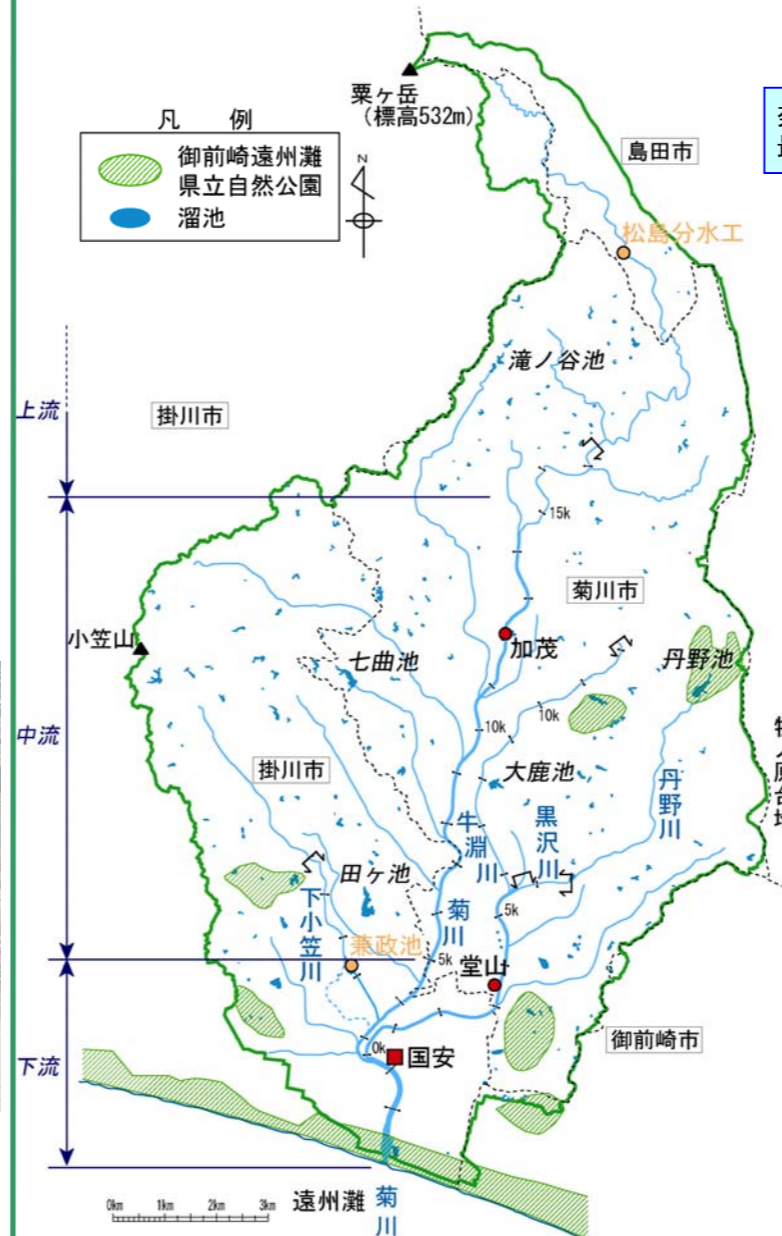 粟ヶ岳
(標高532m)
凡　例
御前崎遠州灘
県立自然公園
溜池
N
島田市
松島分水工
滝ノ谷池
上流
掛川市
15k
菊川市
小笠山
加茂
七曲池
丹野池
10k
10k
中流
掛川市
大鹿池
丹野川
牛淵川
黒沢川
田ヶ池
下小笠川
菊川
5k
兼政池
5k
堂山
下流
0k
国安
御前崎市
0km 1km 2km 3km
遠州灘
菊川